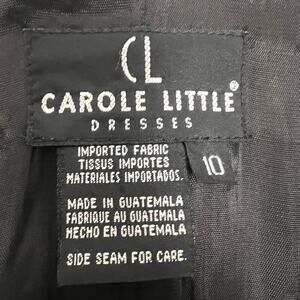 CL
CAROLE LITTLE®
DRESSES
IMPORTED FABRIC
TISSUS IMPORTES
MATERIALES IMPORTADOS.
10
MADE IN GUATEMALA
FABRIQUE AU GUATEMALA
HECHO EN GUATEMALA
SIDE SEAM FOR CARE.